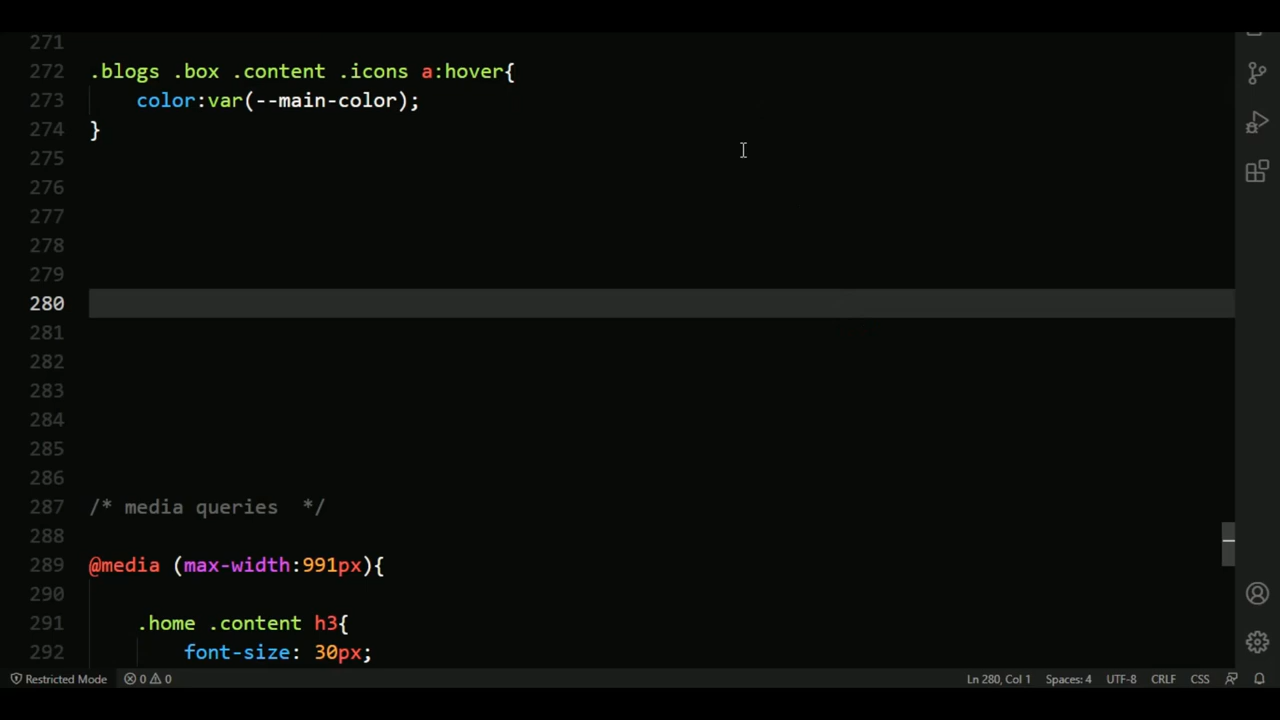 271
272 .blogs .box .content .icons a:hover{
273 color:var(--main-color);
274 }
275
276
277
278
279
280
281
282
283
284
285
286
287 /* media queries  */
288
289 @media (max-width:991px){
290
291 .home .content h3{
292 font-size: 30px;
Restricted Mode 0 0 Ln 280, Col 1 Spaces: 4 UTF-8 CRLF CSS